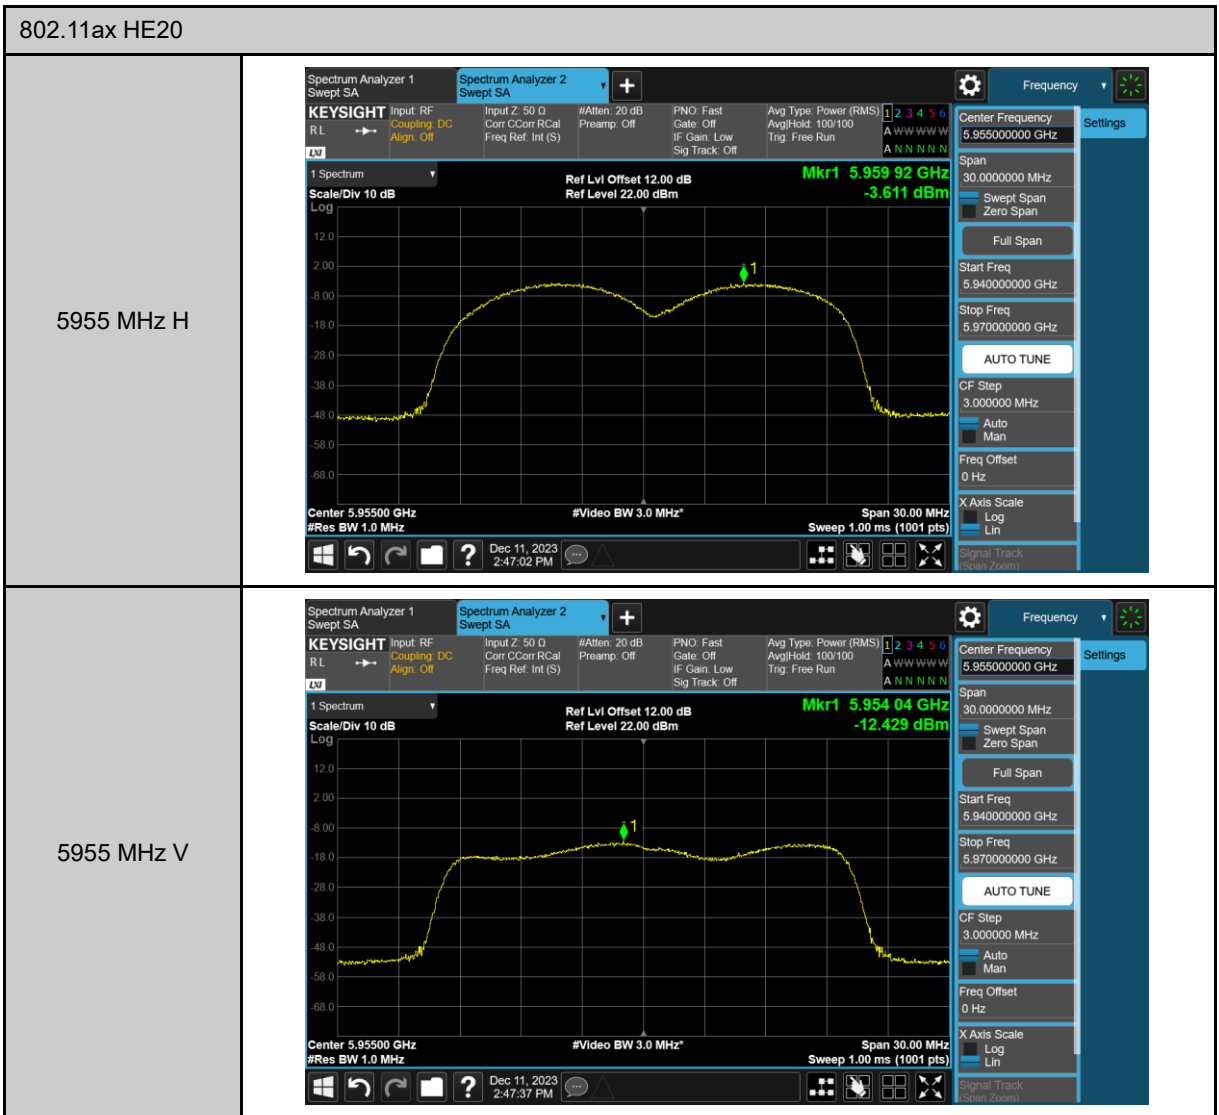 802.11ax HE20
5955 MHz H
Spectrum Analyzer 1
Swept SA
Spectrum Analyzer 2
Swept SA
+
Frequency
KEYSIGHT
RL
LXI
Input: RF
Coupling: DC
Align: Off
Input Z: 50 Ω
Corr CCorr RCal
Freq Ref: Int (S)
#Atten: 20 dB
Preamp: Off
PNO: Fast
Gate: Off
IF Gain: Low
Sig Track: Off
Avg Type: Power (RMS)
Avg|Hold: 100/100
Trig: Free Run
1 2 3 4 5 6
A W W W W W
A N N N N N
1 Spectrum
Scale/Div 10 dB
Log
Ref Lvl Offset 12.00 dB
Ref Level 22.00 dBm
Mkr1 5.959 92 GHz
-3.611 dBm
12.0
2.00
-8.00
-18.0
-28.0
-38.0
-48.0
-58.0
-68.0
1
Center 5.95500 GHz
#Res BW 1.0 MHz
#Video BW 3.0 MHz*
Span 30.00 MHz
Sweep 1.00 ms (1001 pts)
?
Dec 11, 2023
2:47:02 PM
Center Frequency
5.955000000 GHz
Span
30.0000000 MHz
Swept Span
Zero Span
Full Span
Start Freq
5.940000000 GHz
Stop Freq
5.970000000 GHz
AUTO TUNE
CF Step
3.000000 MHz
Auto
Man
Freq Offset
0 Hz
X Axis Scale
Log
Lin
Signal Track
(Span Zoom)
Settings
5955 MHz V
Spectrum Analyzer 1
Swept SA
Spectrum Analyzer 2
Swept SA
+
Frequency
KEYSIGHT
RL
LXI
Input: RF
Coupling: DC
Align: Off
Input Z: 50 Ω
Corr CCorr RCal
Freq Ref: Int (S)
#Atten: 20 dB
Preamp: Off
PNO: Fast
Gate: Off
IF Gain: Low
Sig Track: Off
Avg Type: Power (RMS)
Avg|Hold: 100/100
Trig: Free Run
1 2 3 4 5 6
A W W W W W
A N N N N N
1 Spectrum
Scale/Div 10 dB
Log
Ref Lvl Offset 12.00 dB
Ref Level 22.00 dBm
Mkr1 5.954 04 GHz
-12.429 dBm
12.0
2.00
-8.00
-18.0
-28.0
-38.0
-48.0
-58.0
-68.0
1
Center 5.95500 GHz
#Res BW 1.0 MHz
#Video BW 3.0 MHz*
Span 30.00 MHz
Sweep 1.00 ms (1001 pts)
?
Dec 11, 2023
2:47:37 PM
Center Frequency
5.955000000 GHz
Span
30.0000000 MHz
Swept Span
Zero Span
Full Span
Start Freq
5.940000000 GHz
Stop Freq
5.970000000 GHz
AUTO TUNE
CF Step
3.000000 MHz
Auto
Man
Freq Offset
0 Hz
X Axis Scale
Log
Lin
Signal Track
(Span Zoom)
Settings